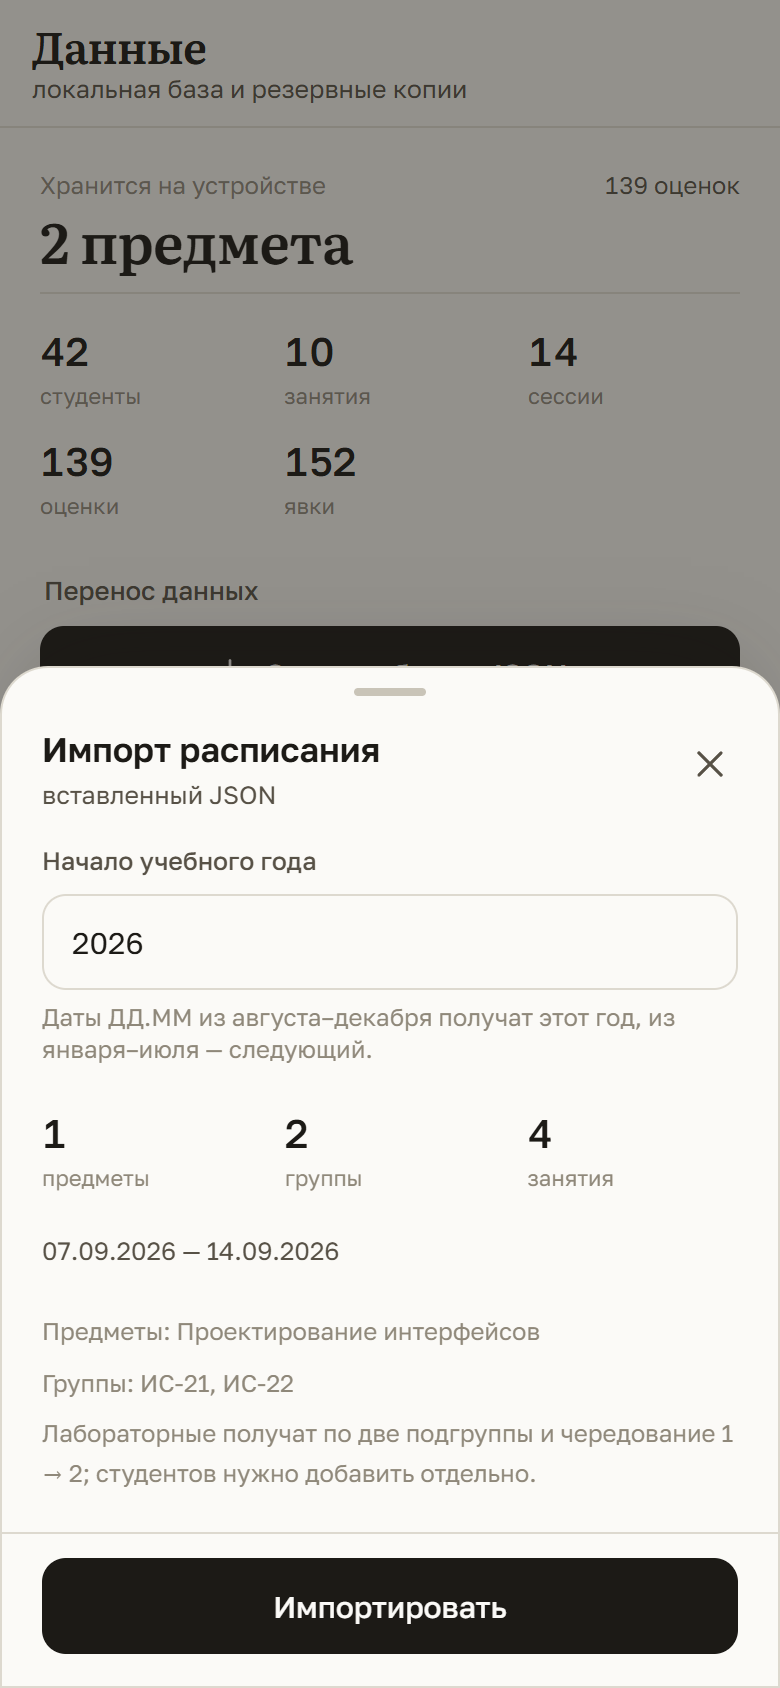 Данные
локальная база и резервные копии
Хранится на устройстве
139 оценок
2 предмета
42
10
14
студенты
занятия
сессии
139
152
оценки
явки
Перенос данных
Импорт расписания
вставленный JSON
Начало учебного года
2026
Даты ДД.ММ из августа–декабря получат этот год, из
января–июля — следующий.
1
2
4
предметы
группы
занятия
07.09.2026 — 14.09.2026
Предметы: Проектирование интерфейсов
Группы: ИС-21, ИС-22
Лабораторные получат по две подгруппы и чередование 1
→ 2; студентов нужно добавить отдельно.
Импортировать